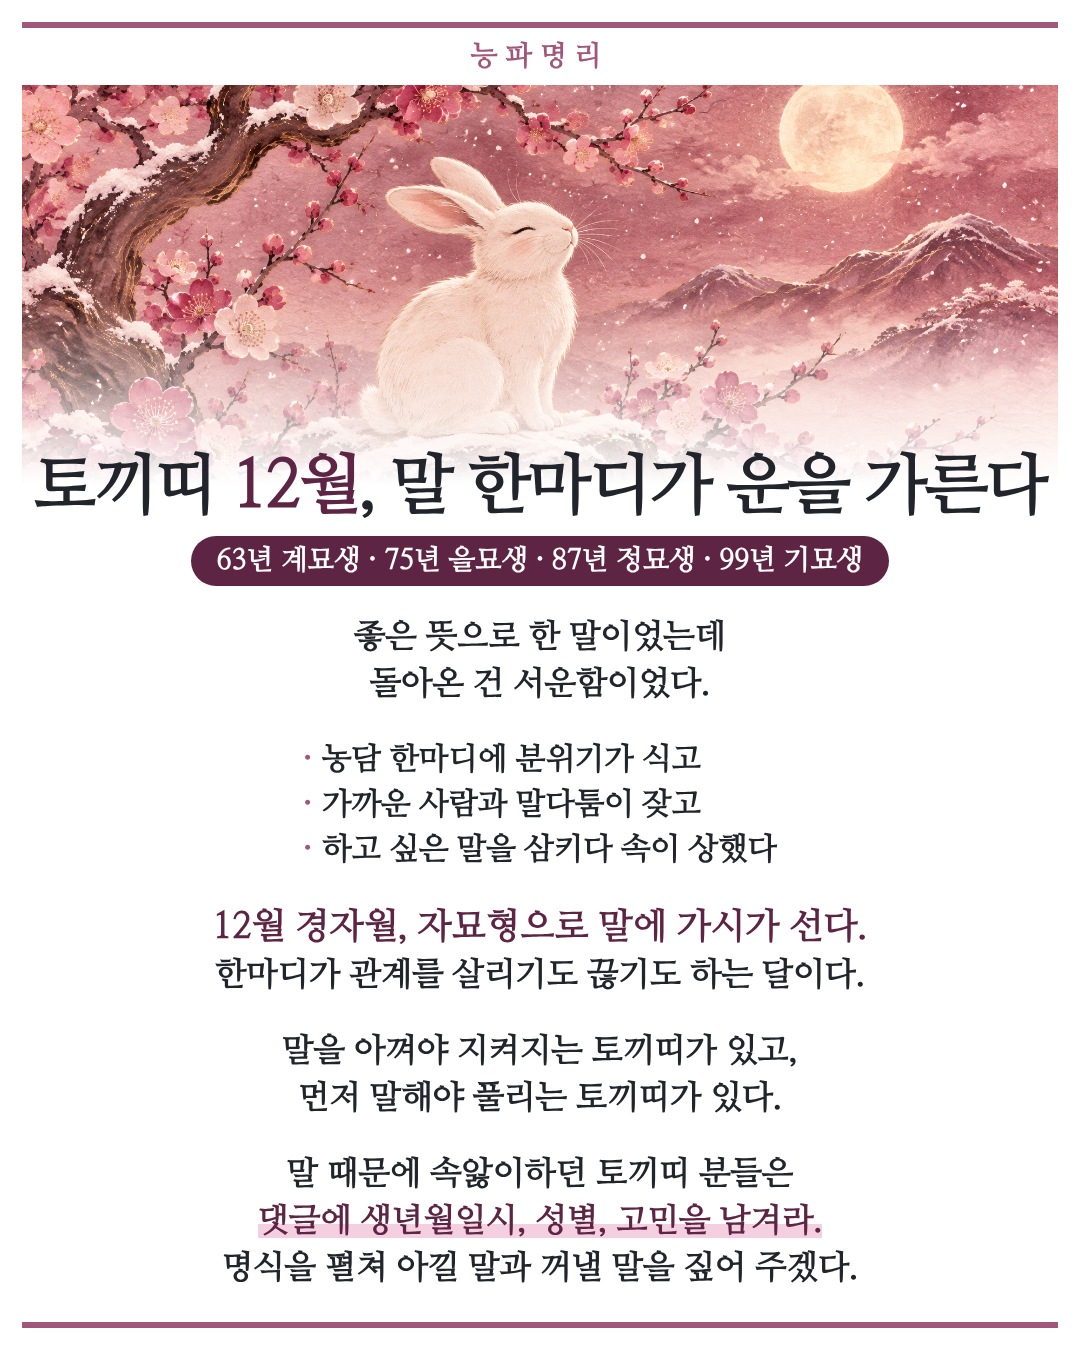 능파명리
토끼띠 12월, 말 한마디가 운을 가른다
63년 계묘생 · 75년 을묘생 · 87년 정묘생 · 99년 기묘생
좋은 뜻으로 한 말이었는데
돌아온 건 서운함이었다.
· 농담 한마디에 분위기가 식고
· 가까운 사람과 말다툼이 잦고
· 하고 싶은 말을 삼키다 속이 상했다
12월 경자월, 자묘형으로 말에 가시가 선다.
한마디가 관계를 살리기도 끊기도 하는 달이다.
말을 아껴야 지켜지는 토끼띠가 있고,
먼저 말해야 풀리는 토끼띠가 있다.
말 때문에 속앓이하던 토끼띠 분들은
댓글에 생년월일시, 성별, 고민을 남겨라.
명식을 펼쳐 아낄 말과 꺼낼 말을 짚어 주겠다.